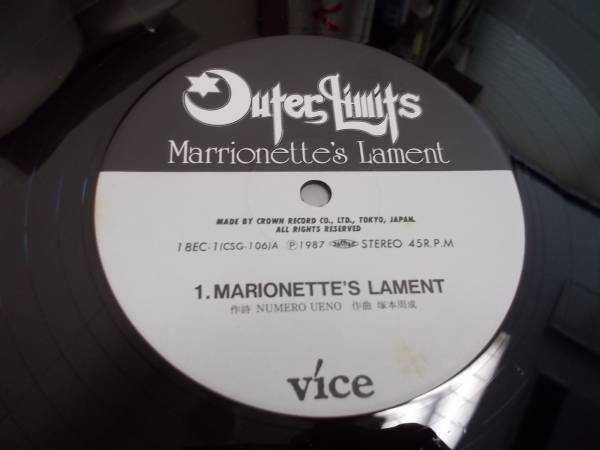 Outer Limits
Marrionette's Lament
MADE BY CROWN RECORD CO., LTD., TOKYO, JAPAN.
ALL RIGHTS RESERVED
18EC-1(CSG-106)A Ⓟ1987 STEREO 45R.P.M
1. MARIONETTE'S LAMENT
作詩 NUMERO UENO 作曲 塚本周成
vice